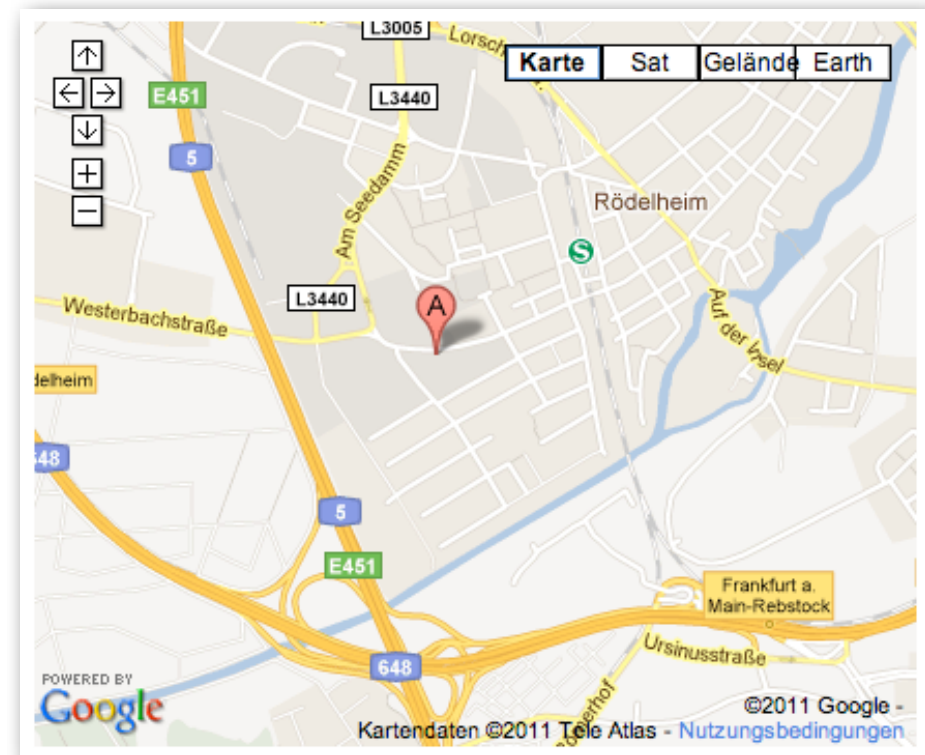 L3005
Lorsch
Karte
Sat
Gelände
Earth
E451
L3440
5
Am Seedamm
Rödelheim
S
L3440
A
Westerbachstraße
Auf der Insel
delheim
648
5
E451
Frankfurt a.
Main-Rebstock
648
Ursinusstraße
POWERED BY
Google
©2011 Google -
Kartendaten ©2011 Tele Atlas - Nutzungsbedingungen